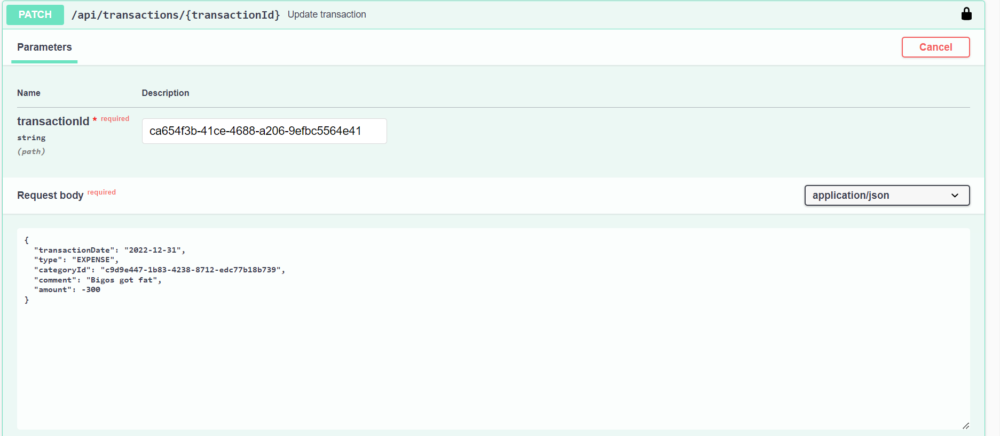 PATCH /api/transactions/{transactionId} Update transaction
Parameters
Cancel
Name Description
transactionId * required
string
(path)
ca654f3b-41ce-4688-a206-9efbc5564e41
Request body required
application/json
{
  "transactionDate": "2022-12-31",
  "type": "EXPENSE",
  "categoryId": "c9d9e447-1b83-4238-8712-edc77b18b739",
  "comment": "Bigos got fat",
  "amount": -300
}